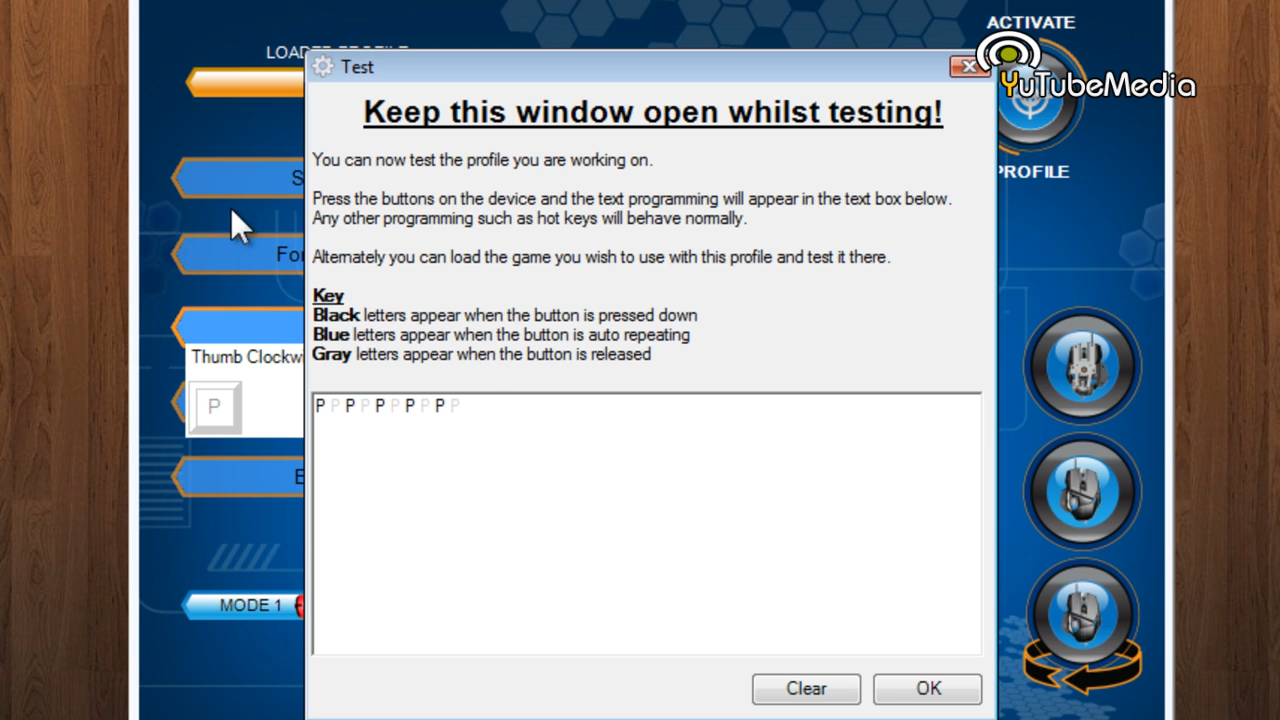 ACTIVATE
YuTubeMedia
PROFILE
Test
Keep this window open whilst testing!
You can now test the profile you are working on.
Press the buttons on the device and the text programming will appear in the text box below.
Any other programming such as hot keys will behave normally.
Alternately you can load the game you wish to use with this profile and test it there.
Key
Black letters appear when the button is pressed down
Blue letters appear when the button is auto repeating
Gray letters appear when the button is released
Thumb
P
P P P P P P P P P P
MODE 1
Clear
OK